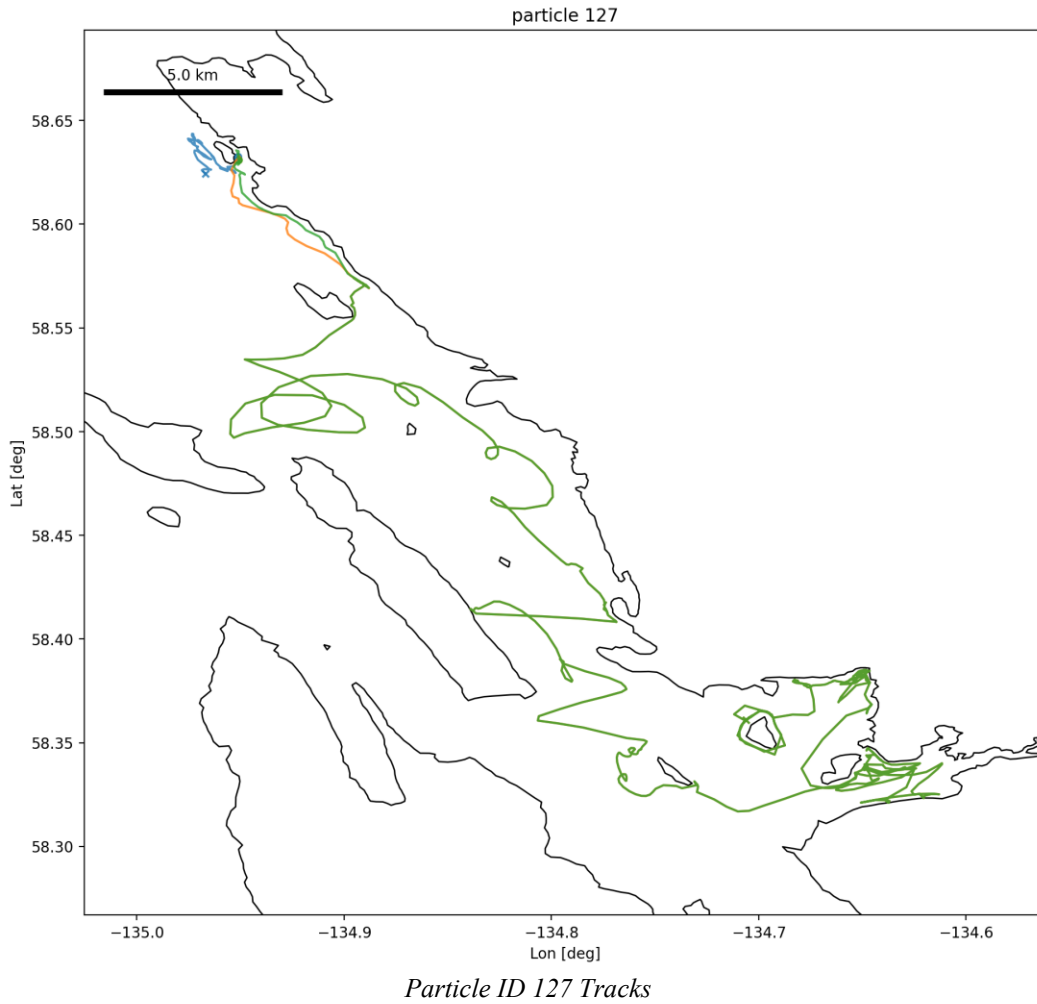 particle 127
5.0 km
58.65
58.60
58.55
58.50
58.45
58.40
58.35
58.30
Lat [deg]
−135.0
−134.9
−134.8
−134.7
−134.6
Lon [deg]
Particle ID 127 Tracks